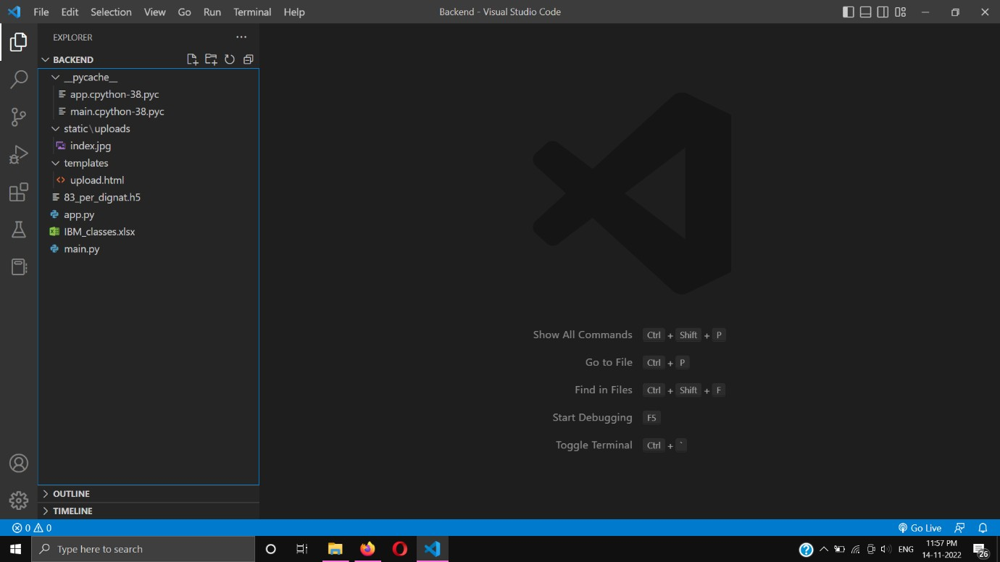 File Edit Selection View Go Run Terminal Help Backend - Visual Studio Code
EXPLORER
BACKEND
__pycache__
app.cpython-38.pyc
main.cpython-38.pyc
static\uploads
index.jpg
templates
upload.html
83_per_dignat.h5
app.py
IBM_classes.xlsx
main.py
Show All Commands Ctrl + Shift + P
Go to File Ctrl + P
Find in Files Ctrl + Shift + F
Start Debugging F5
Toggle Terminal Ctrl + `
OUTLINE
TIMELINE
0 0 Go Live
Type here to search
ENG
11:57 PM
14-11-2022
26